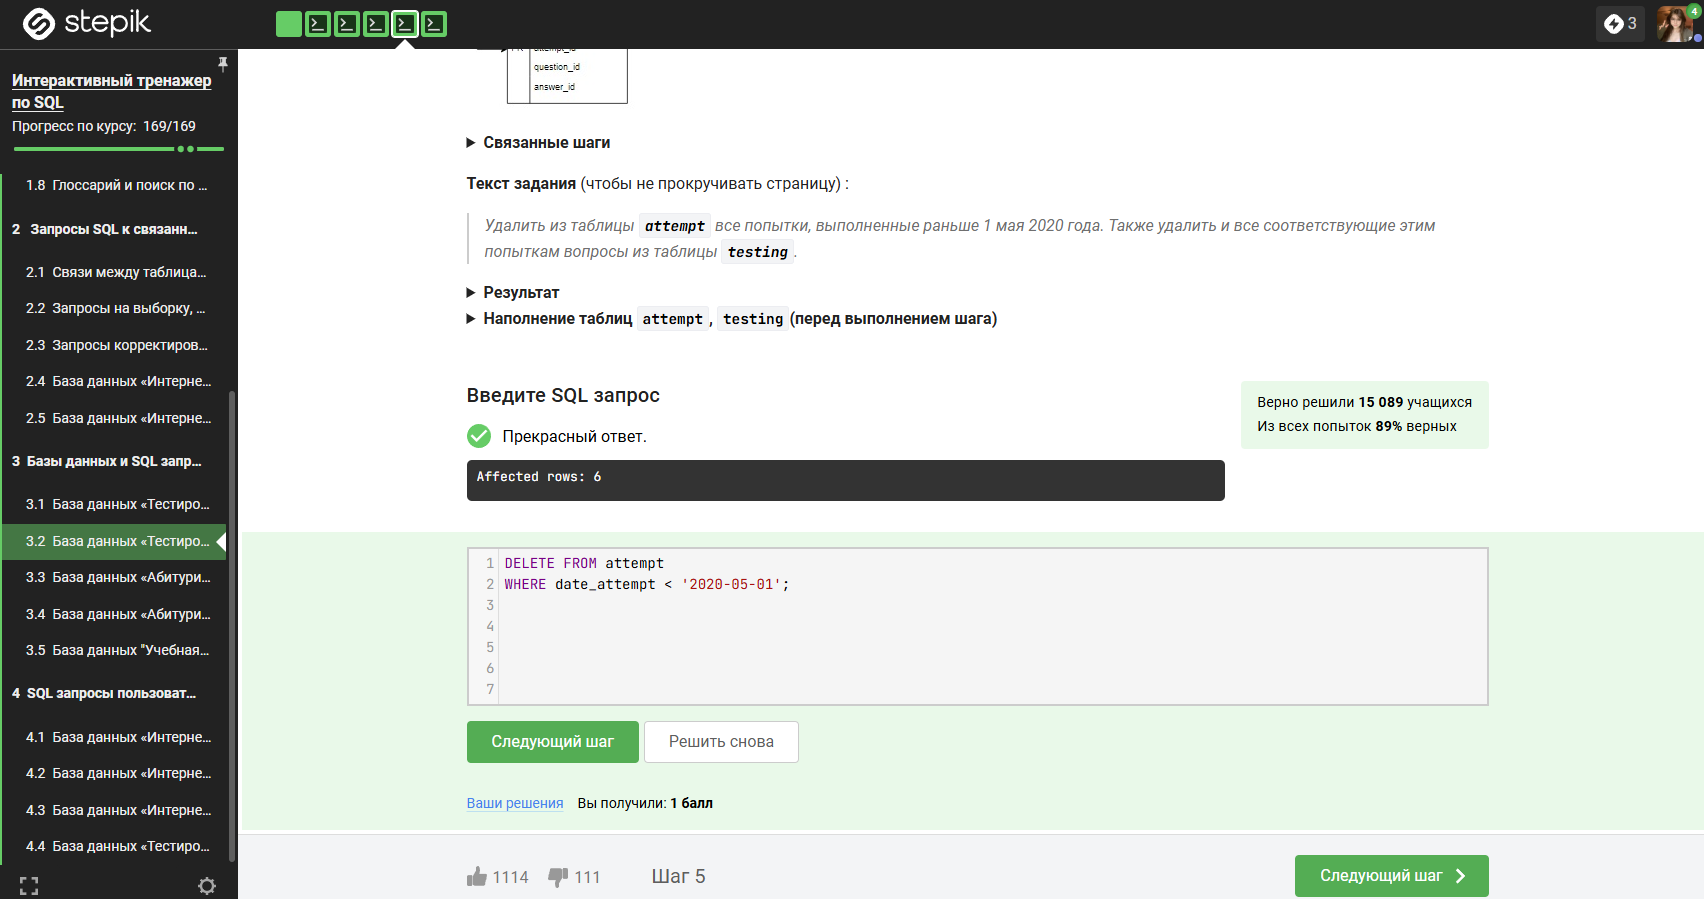 stepik
3
4
Интерактивный тренажер
по SQL
Прогресс по курсу: 169/169
1.8 Глоссарий и поиск по ...
2 Запросы SQL к связанн...
2.1 Связи между таблица...
2.2 Запросы на выборку, ...
2.3 Запросы корректиров...
2.4 База данных «Интерне...
2.5 База данных «Интерне...
3 Базы данных и SQL запр...
3.1 База данных «Тестиро...
3.2 База данных «Тестиро...
3.3 База данных «Абитури...
3.4 База данных «Абитури...
3.5 База данных "Учебная...
4 SQL запросы пользоват...
4.1 База данных «Интерне...
4.2 База данных «Интерне...
4.3 База данных «Интерне...
4.4 База данных «Тестиро...
question_id
answer_id
Связанные шаги
Текст задания (чтобы не прокручивать страницу) :
Удалить из таблицы attempt все попытки, выполненные раньше 1 мая 2020 года. Также удалить и все соответствующие этим
попыткам вопросы из таблицы testing.
Результат
Наполнение таблиц attempt, testing (перед выполнением шага)
Введите SQL запрос
Верно решили 15 089 учащихся
Из всех попыток 89% верных
Прекрасный ответ.
Affected rows: 6
1 DELETE FROM attempt
2 WHERE date_attempt < '2020-05-01';
3
4
5
6
7
Следующий шаг
Решить снова
Ваши решения Вы получили: 1 балл
1114
111
Шаг 5
Следующий шаг